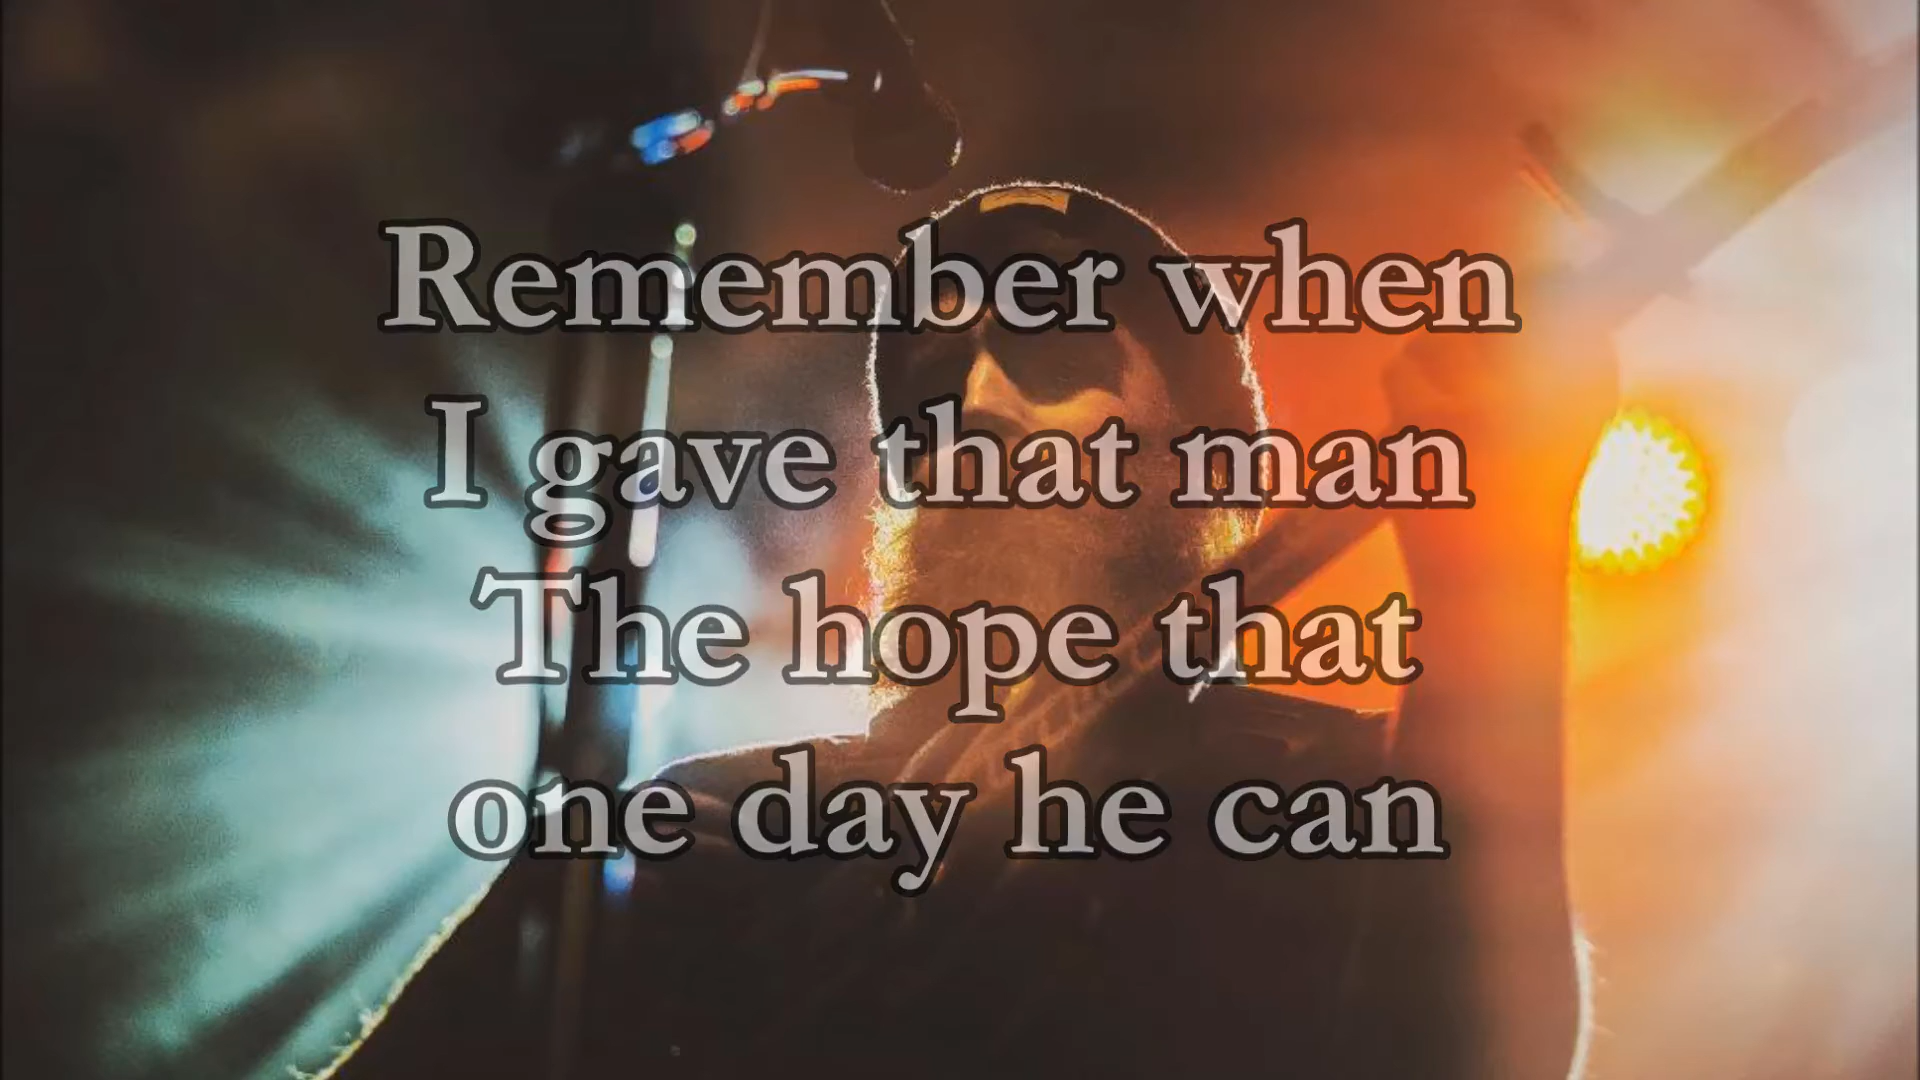 Remember when
I gave that man
The hope that
one day he can